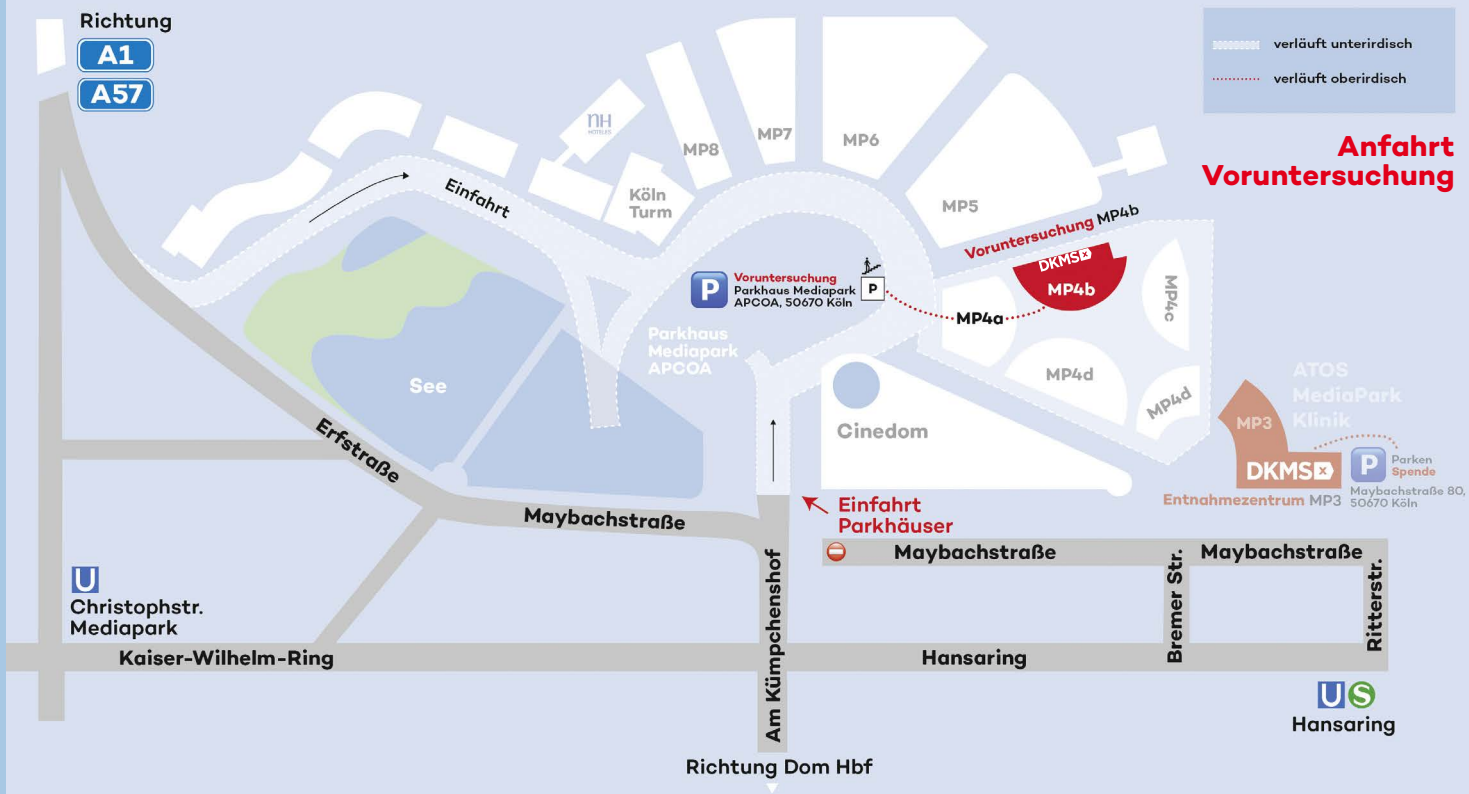 Richtung
A1
A57
verläuft unterirdisch
verläuft oberirdisch
Anfahrt
Voruntersuchung
nH
HOTELES
MP8
MP7
MP6
MP5
Köln
Turm
Einfahrt
Voruntersuchung MP4b
DKMS
MP4b
MP4a
MP4c
MP4d
MP4d
P
Voruntersuchung
Parkhaus Mediapark
APCOA, 50670 Köln
P
Parkhaus
Mediapark
APCOA
See
Cinedom
ATOS
MediaPark
Klinik
MP3
DKMS
Entnahmezentrum MP3
P
Parken
Spende
Maybachstraße 80,
50670 Köln
Erfstraße
Maybachstraße
Einfahrt
Parkhäuser
Maybachstraße
Maybachstraße
Bremer Str.
Ritterstr.
Am Kümpchenshof
U
Christophstr.
Mediapark
Kaiser-Wilhelm-Ring
Hansaring
U S
Hansaring
Richtung Dom Hbf